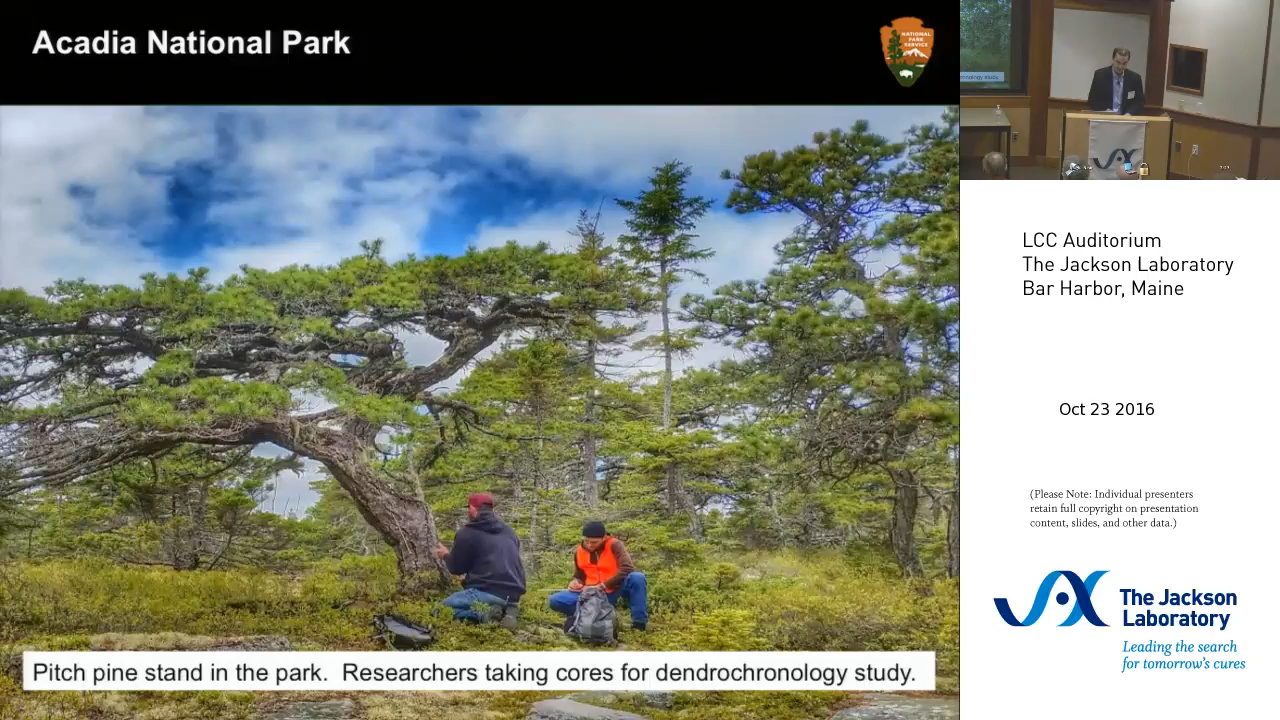 Acadia National Park
NATIONAL
PARK
SERVICE
Pitch pine stand in the park.  Researchers taking cores for dendrochronology study.
nology study.
LCC Auditorium
The Jackson Laboratory
Bar Harbor, Maine
Oct 23 2016
(Please Note: Individual presenters
retain full copyright on presentation
content, slides, and other data.)
The Jackson
Laboratory
Leading the search
for tomorrow's cures